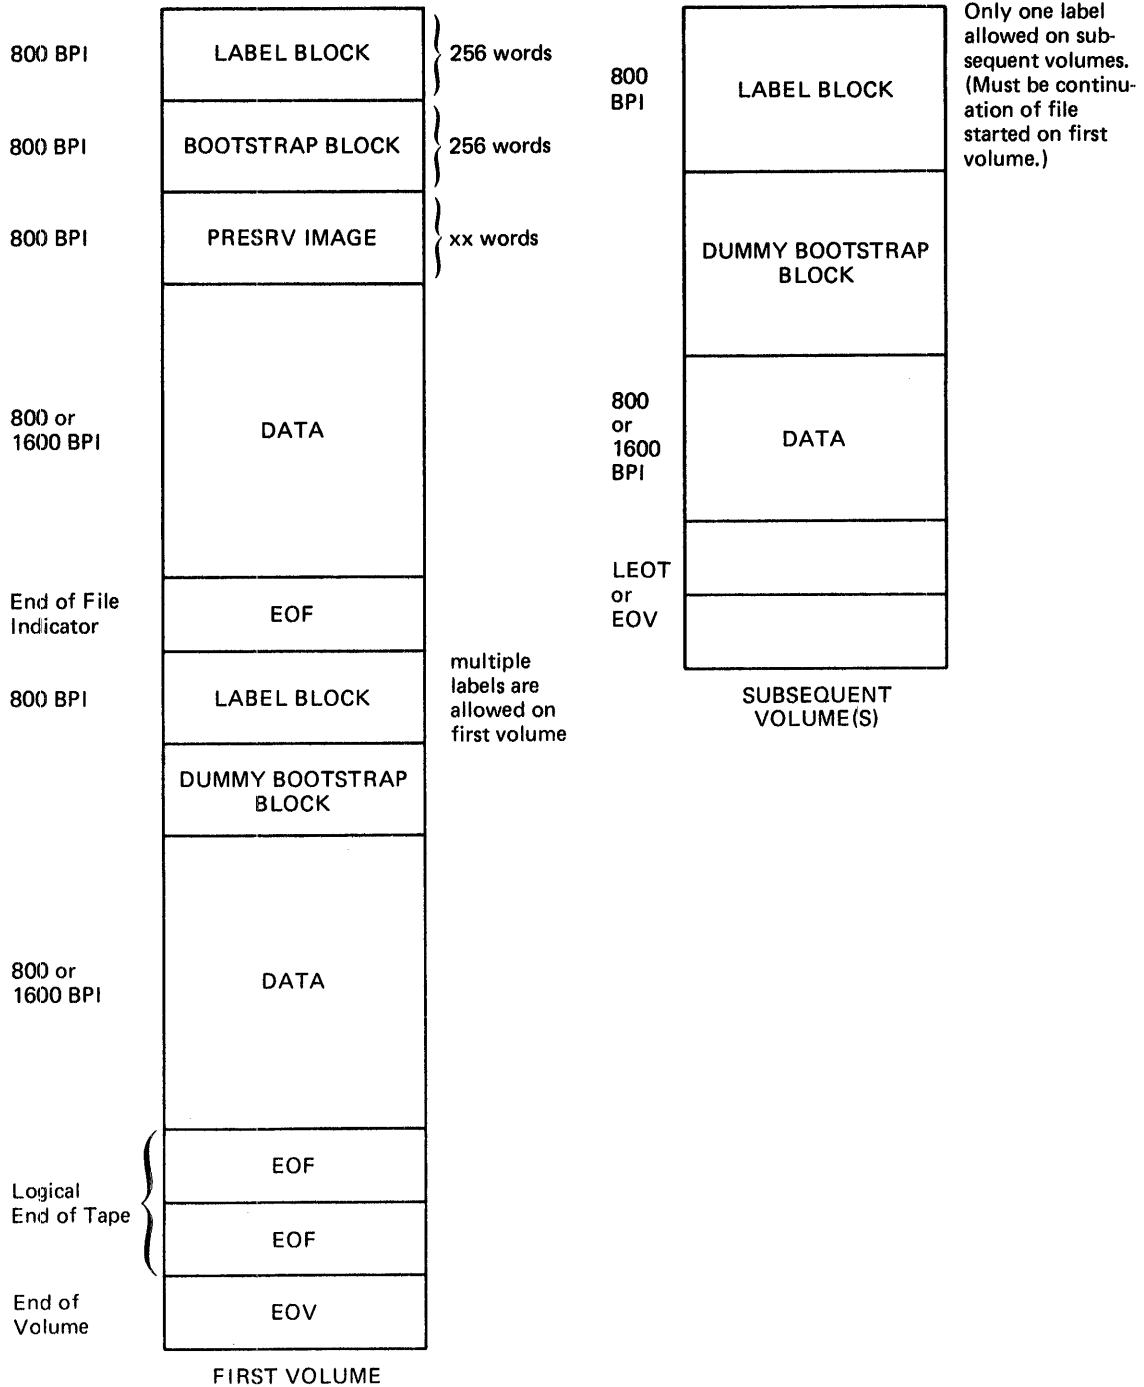 800 BPI
LABEL BLOCK
256 words
800 BPI
BOOTSTRAP BLOCK
256 words
800 BPI
PRESRV IMAGE
xx words
800 or
1600 BPI
DATA
End of File
Indicator
EOF
800 BPI
LABEL BLOCK
multiple
labels are
allowed on
first volume
DUMMY BOOTSTRAP
BLOCK
800 or
1600 BPI
DATA
Logical
End of Tape
EOF
EOF
End of
Volume
EOV
FIRST VOLUME
800
BPI
LABEL BLOCK
Only one label
allowed on sub-
sequent volumes.
(Must be continu-
ation of file
started on first
volume.)
DUMMY BOOTSTRAP
BLOCK
800
or
1600
BPI
DATA
LEOT
or
EOV
SUBSEQUENT
VOLUME(S)